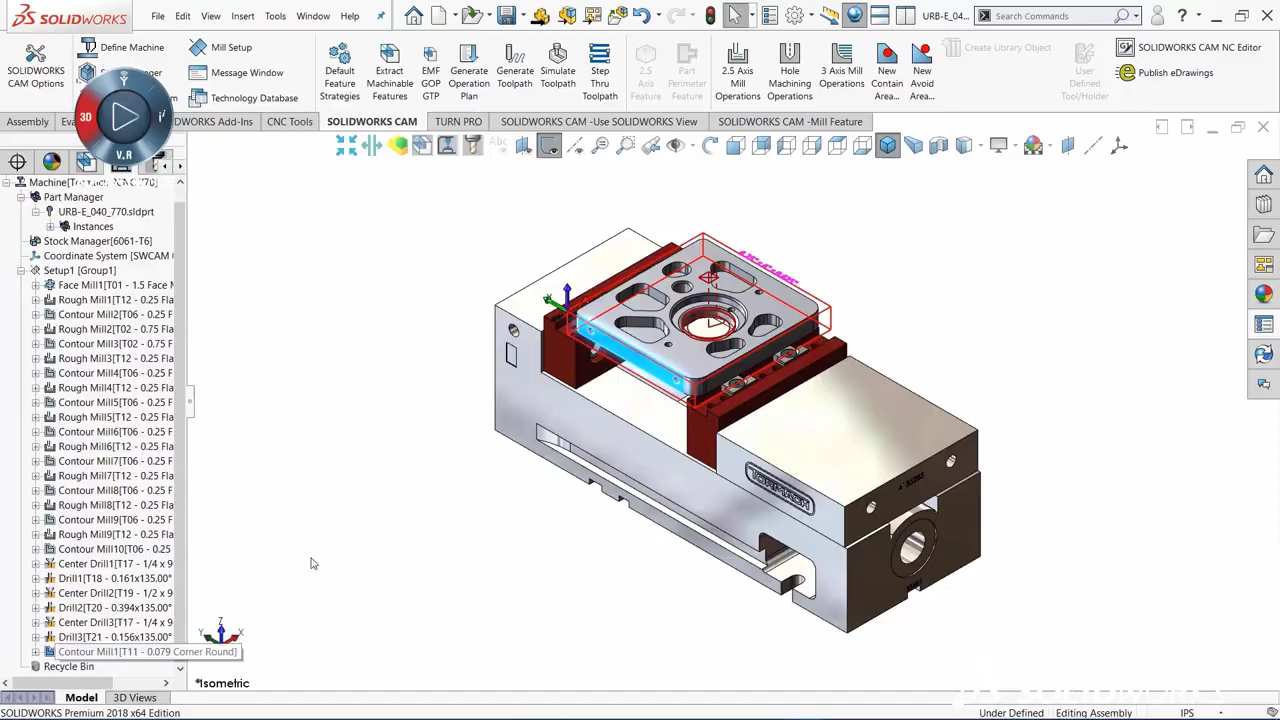 SOLIDWORKS File Edit View Insert Tools Window Help URB-E_04... Search Commands ?
Define Machine
Mill Setup
Message Window
Technology Database
SOLIDWORKS CAM Options
Default Feature Strategies
Extract Machinable Features
EMF GFP GTP
Generate Operation Plan
Generate Toolpath
Simulate Toolpath
Step Thru Toolpath
2.5 Axis Feature
Part Perimeter Feature
2.5 Axis Mill Operations
Hole Machining Operations
3 Axis Mill Operations
New Contain Area...
New Avoid Area...
Create Library Object
User Defined Tool/Holder
SOLIDWORKS CAM NC Editor
Publish eDrawings
Assembly
SOLIDWORKS Add-Ins CNC Tools SOLIDWORKS CAM TURN PRO SOLIDWORKS CAM -Use SOLIDWORKS View SOLIDWORKS CAM -Mill Feature
3D
V,R
Part Manager
URB-E_040_770.sldprt
Instances
Stock Manager[6061-T6]
Coordinate System [SWCAM
Setup1 [Group1]
Face Mill1[T01 - 1.5 Face M
Rough Mill1[T12 - 0.25 Fla
Contour Mill2[T06 - 0.25 F
Rough Mill2[T02 - 0.75 Fla
Contour Mill3[T02 - 0.75 F
Rough Mill3[T12 - 0.25 Fla
Contour Mill4[T06 - 0.25 F
Rough Mill4[T12 - 0.25 Fla
Contour Mill5[T06 - 0.25 F
Rough Mill5[T12 - 0.25 Fla
Contour Mill6[T06 - 0.25 F
Rough Mill6[T12 - 0.25 Fla
Contour Mill7[T06 - 0.25 F
Rough Mill7[T12 - 0.25 Fla
Contour Mill8[T06 - 0.25 F
Rough Mill8[T12 - 0.25 Fla
Contour Mill9[T06 - 0.25 F
Rough Mill9[T12 - 0.25 Fla
Contour Mill10[T06 - 0.25
Center Drill1[T17 - 1/4 x 9
Drill1[T18 - 0.161x135.00°
Center Drill2[T19 - 1/2 x 9
Drill2[T20 - 0.394x135.00°
Center Drill3[T17 - 1/4 x 9
Drill3[T21 - 0.156x135.00°
Contour Mill1[T11 - 0.079 Corner Round]
Recycle Bin
TORMACH
Z
Y X
*Isometric
Model 3D Views
SOLIDWORKS Premium 2018 x64 Edition Under Defined Editing Assembly IPS